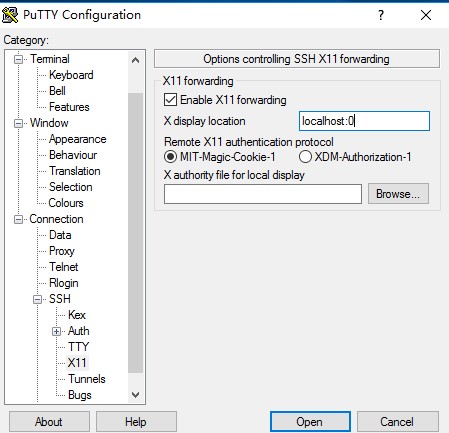 PuTTY Configuration
?
Category:
Terminal
Keyboard
Bell
Features
Window
Appearance
Behaviour
Translation
Selection
Colours
Connection
Data
Proxy
Telnet
Rlogin
SSH
Kex
Auth
TTY
X11
Tunnels
Bugs
Options controlling SSH X11 forwarding
X11 forwarding
Enable X11 forwarding
X display location
localhost:0
Remote X11 authentication protocol
MIT-Magic-Cookie-1
XDM-Authorization-1
X authority file for local display
Browse...
About
Help
Open
Cancel